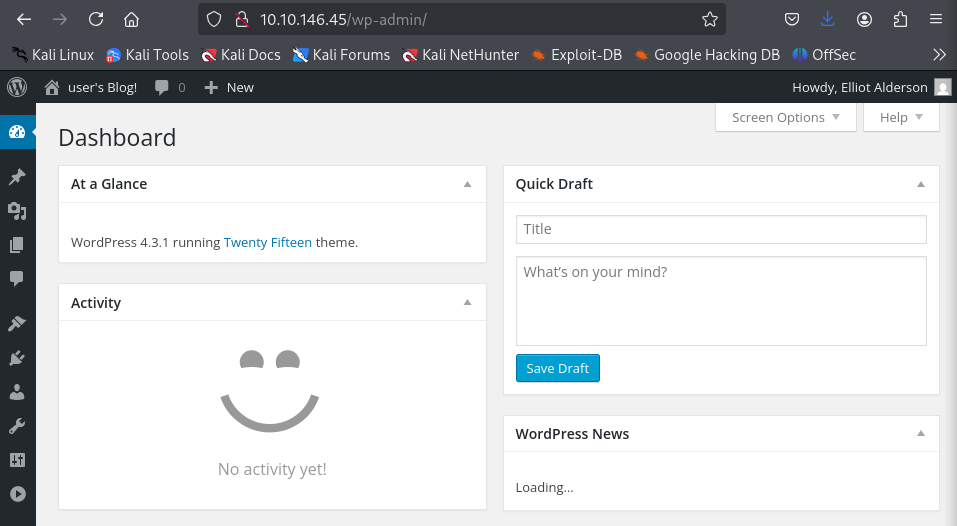 10.10.146.45/wp-admin/
Kali Linux Kali Tools Kali Docs Kali Forums Kali NetHunter Exploit-DB Google Hacking DB OffSec
user's Blog! 0 New Howdy, Elliot Alderson
Screen Options Help
Dashboard
At a Glance
WordPress 4.3.1 running Twenty Fifteen theme.
Activity
No activity yet!
Quick Draft
Title
What's on your mind?
Save Draft
WordPress News
Loading...